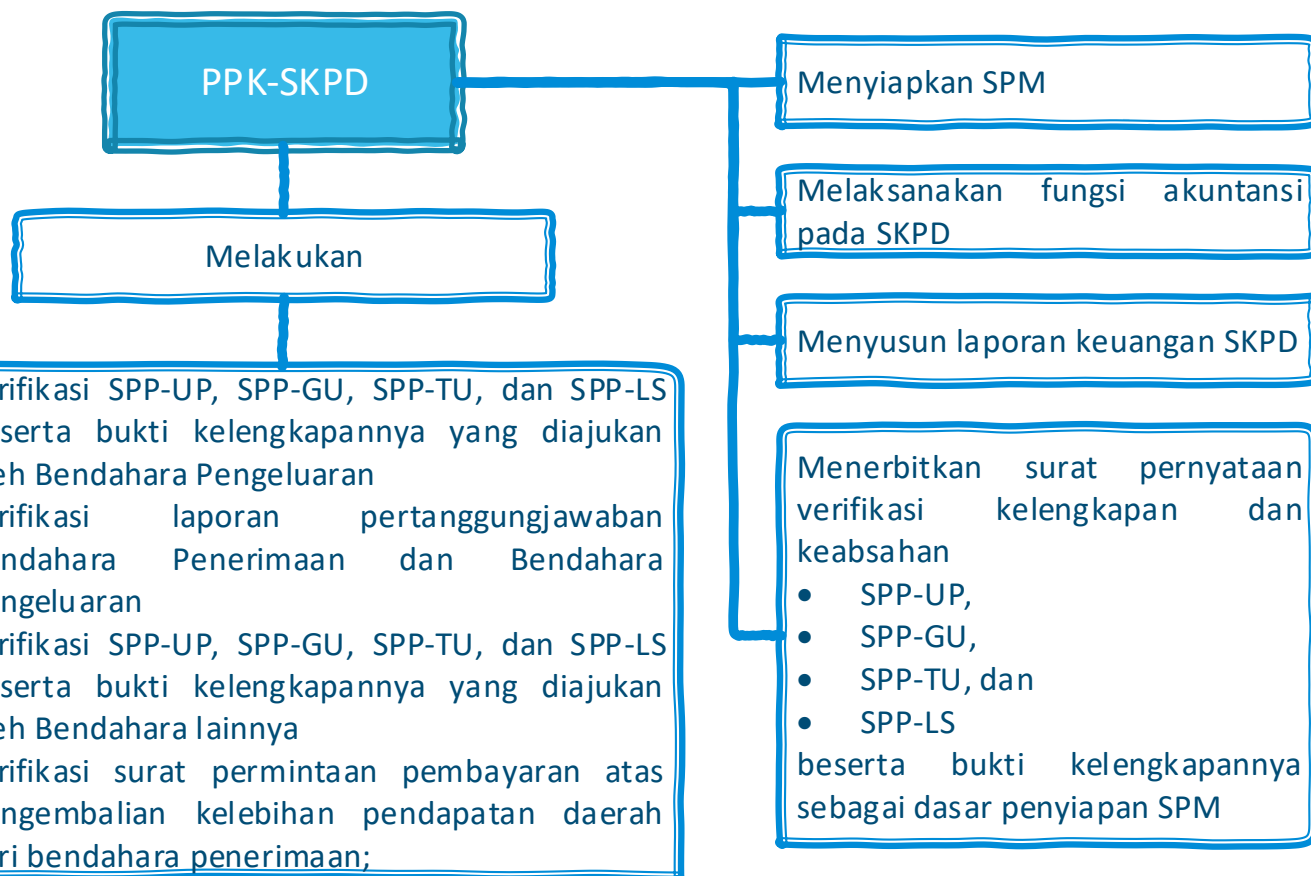 PPK-SKPD
Melakukan
rifikasi SPP-UP, SPP-GU, SPP-TU, dan SPP-LS
serta bukti kelengkapannya yang diajukan
eh Bendahara Pengeluaran
rifikasi laporan pertanggungjawaban
ndahara Penerimaan dan Bendahara
ngeluaran
rifikasi SPP-UP, SPP-GU, SPP-TU, dan SPP-LS
serta bukti kelengkapannya yang diajukan
eh Bendahara lainnya
rifikasi surat permintaan pembayaran atas
ngembalian kelebihan pendapatan daerah
ri bendahara penerimaan;
Menyiapkan SPM
Melaksanakan fungsi akuntansi
pada SKPD
Menyusun laporan keuangan SKPD
Menerbitkan surat pernyataan
verifikasi kelengkapan dan
keabsahan
• SPP-UP,
• SPP-GU,
• SPP-TU, dan
• SPP-LS
beserta bukti kelengkapannya
sebagai dasar penyiapan SPM